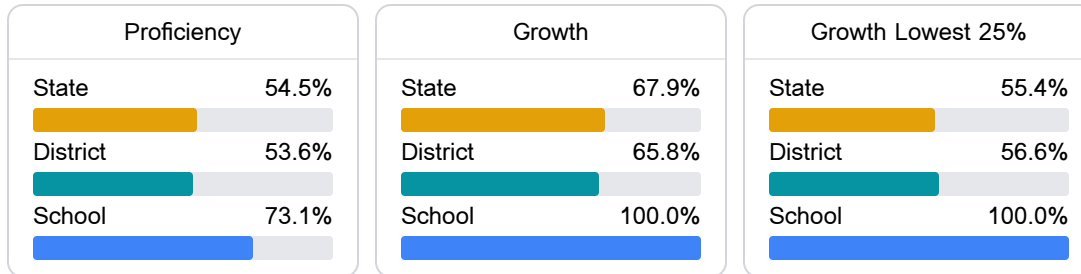 Proficiency
State 54.5%
District 53.6%
School 73.1%
Growth
State 67.9%
District 65.8%
School 100.0%
Growth Lowest 25%
State 55.4%
District 56.6%
School 100.0%